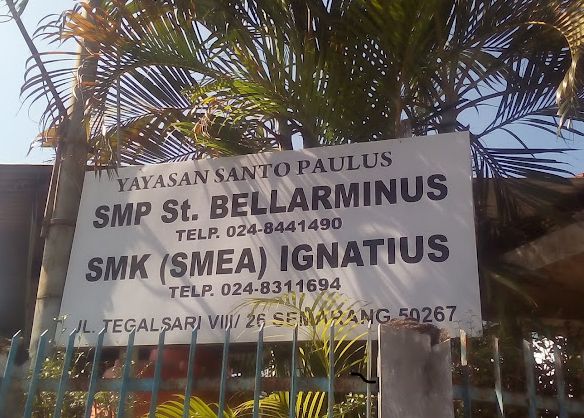 YAYASAN SANTO PAULUS
SMP St. BELLARMINUS
TELP. 024-8441490
SMK (SMEA) IGNATIUS
TELP. 024-8311694
JL. TEGALSARI VIII/ 26 SEMARANG 50267